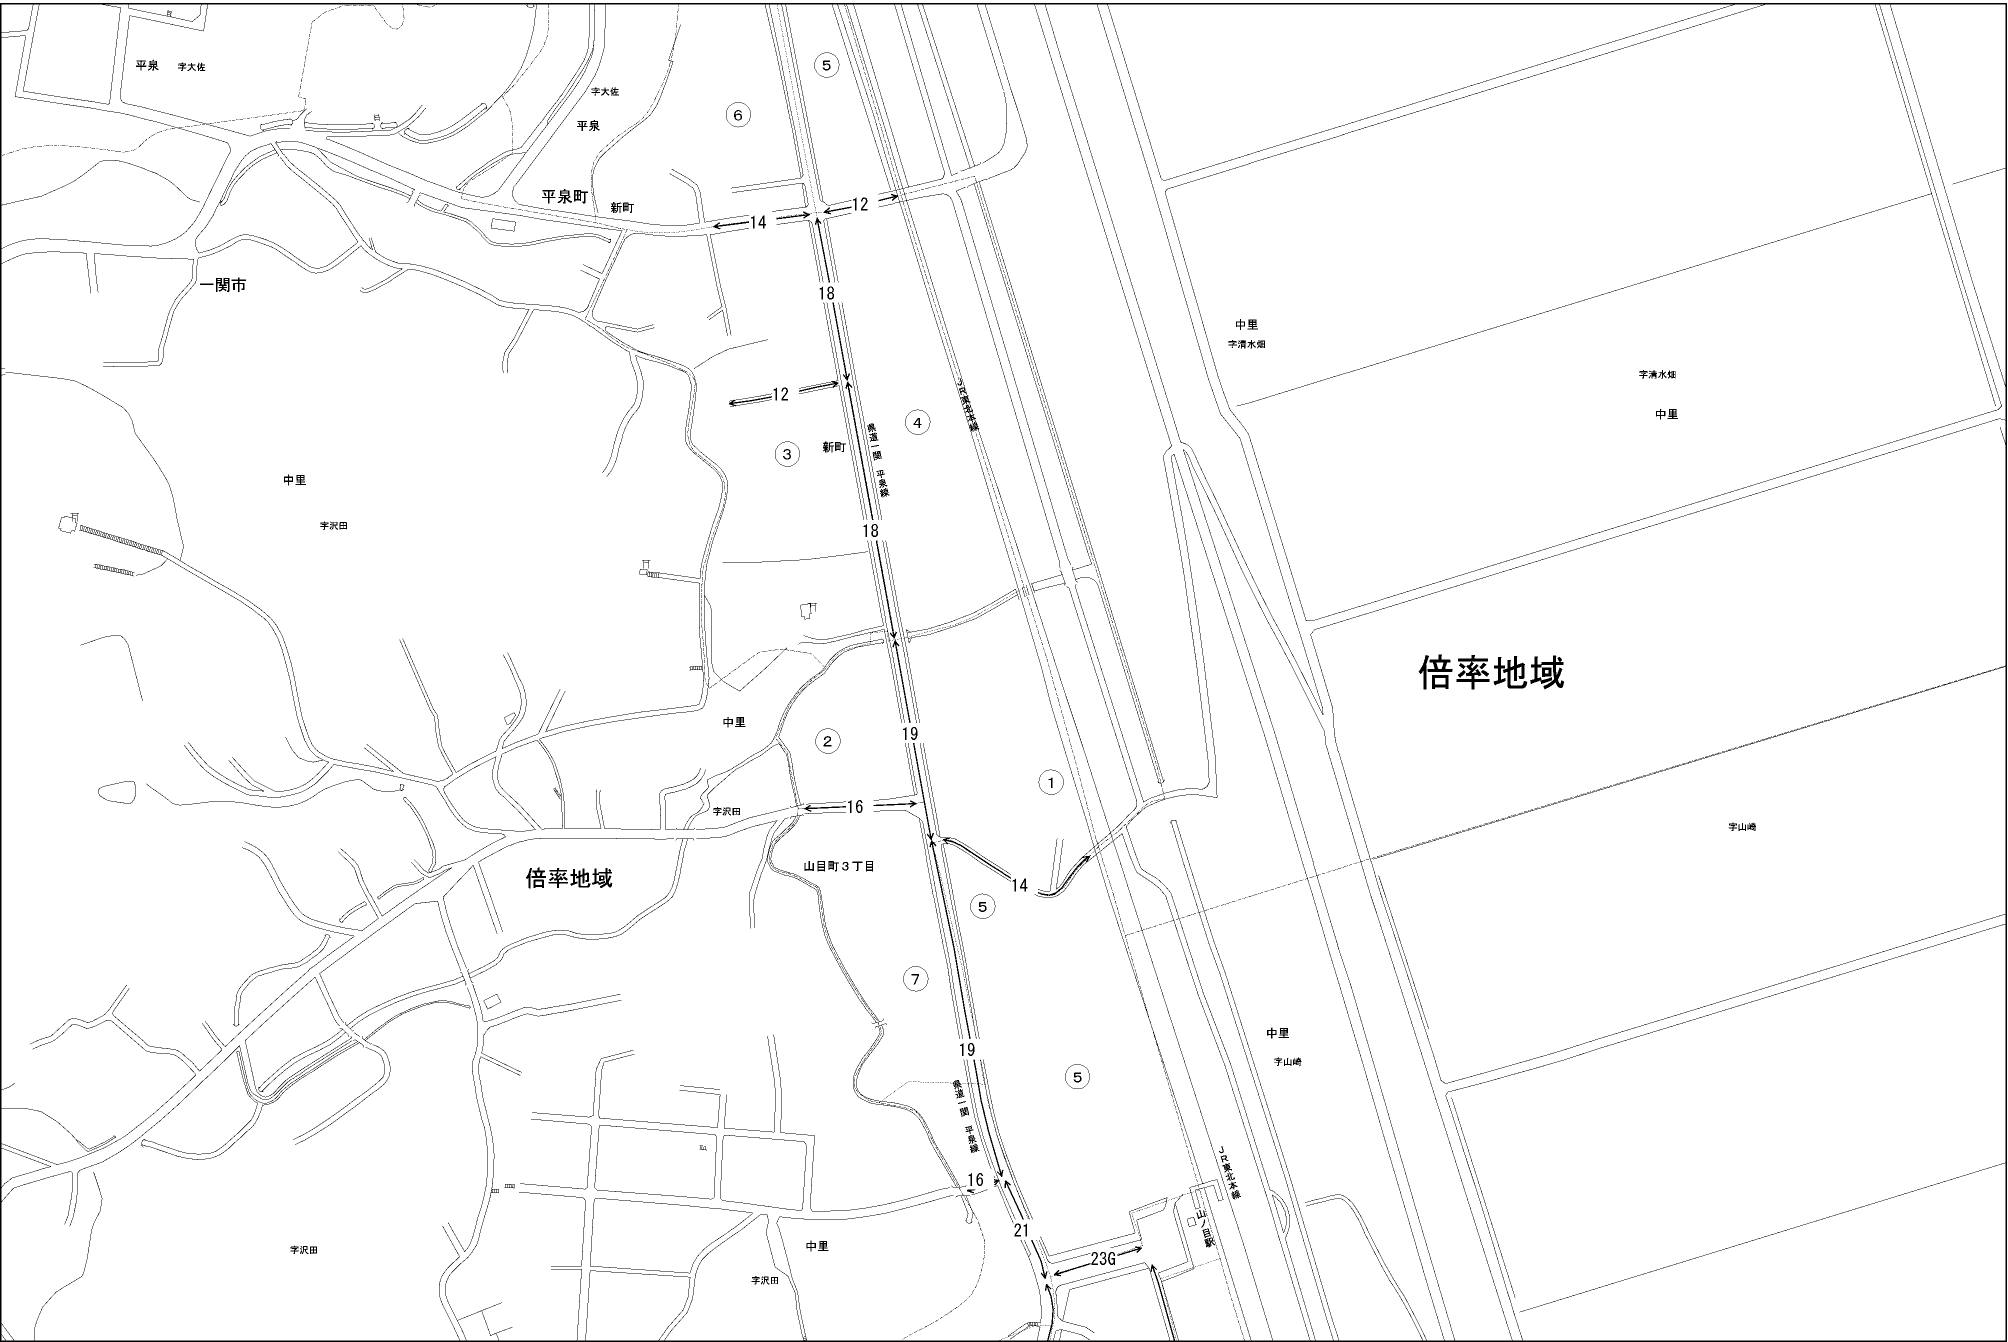 ⑤
平泉
字大佐
字大佐
⑥
平泉
平泉町
新町
12
14
一関市
18
中里
字清水畑
字清水畑
12
中里
④
県道一関 平泉線
JR東北本線
新町
③
中里
字沢田
18
倍率地域
中里
19
②
①
16
字沢田
字山崎
山目町3丁目
倍率地域
14
⑤
⑦
中里
19
字山崎
⑤
県道一関 平泉線
JR東北本線
16
山ノ目駅
21
中里
字沢田
23G
字沢田